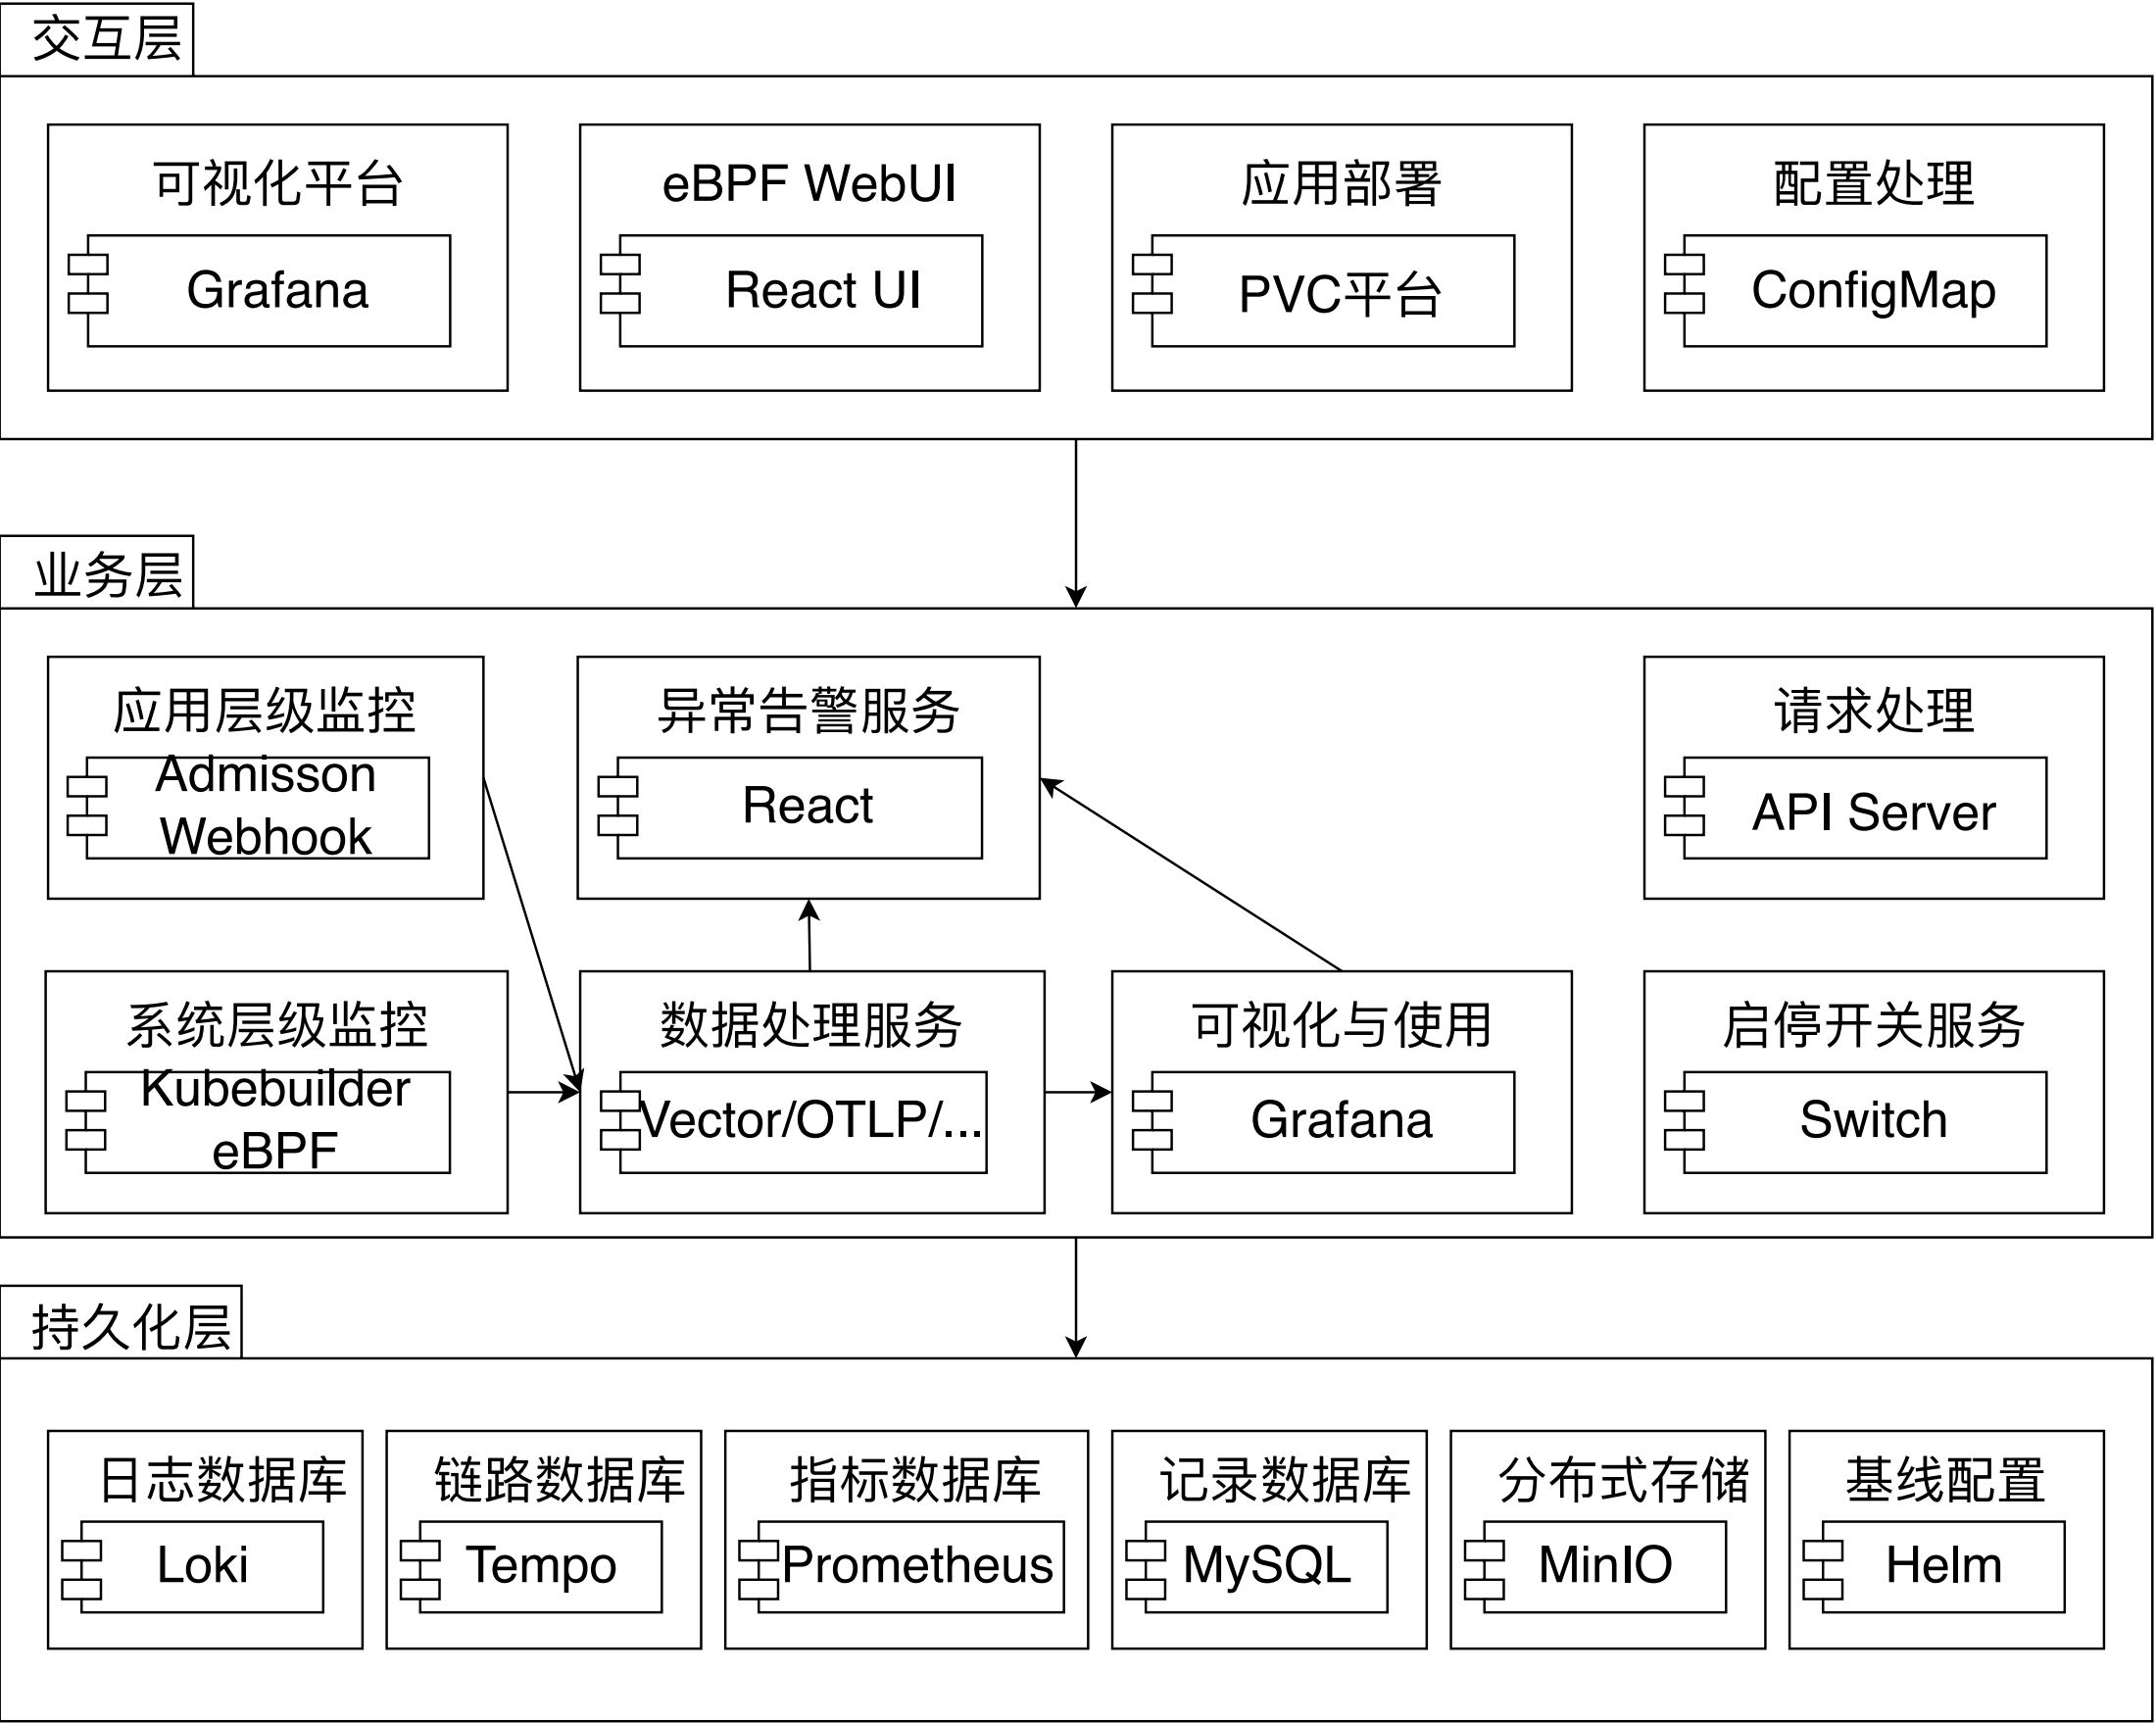 交互层
可视化平台
Grafana
eBPF WebUI
React UI
应用部署
PVC平台
配置处理
ConfigMap
业务层
应用层级监控
Admisson
Webhook
异常告警服务
React
请求处理
API Server
系统层级监控
Kubebuilder
eBPF
数据处理服务
Vector/OTLP/...
可视化与使用
Grafana
启停开关服务
Switch
持久化层
日志数据库
Loki
链路数据库
Tempo
指标数据库
Prometheus
记录数据库
MySQL
分布式存储
MinIO
基线配置
Helm